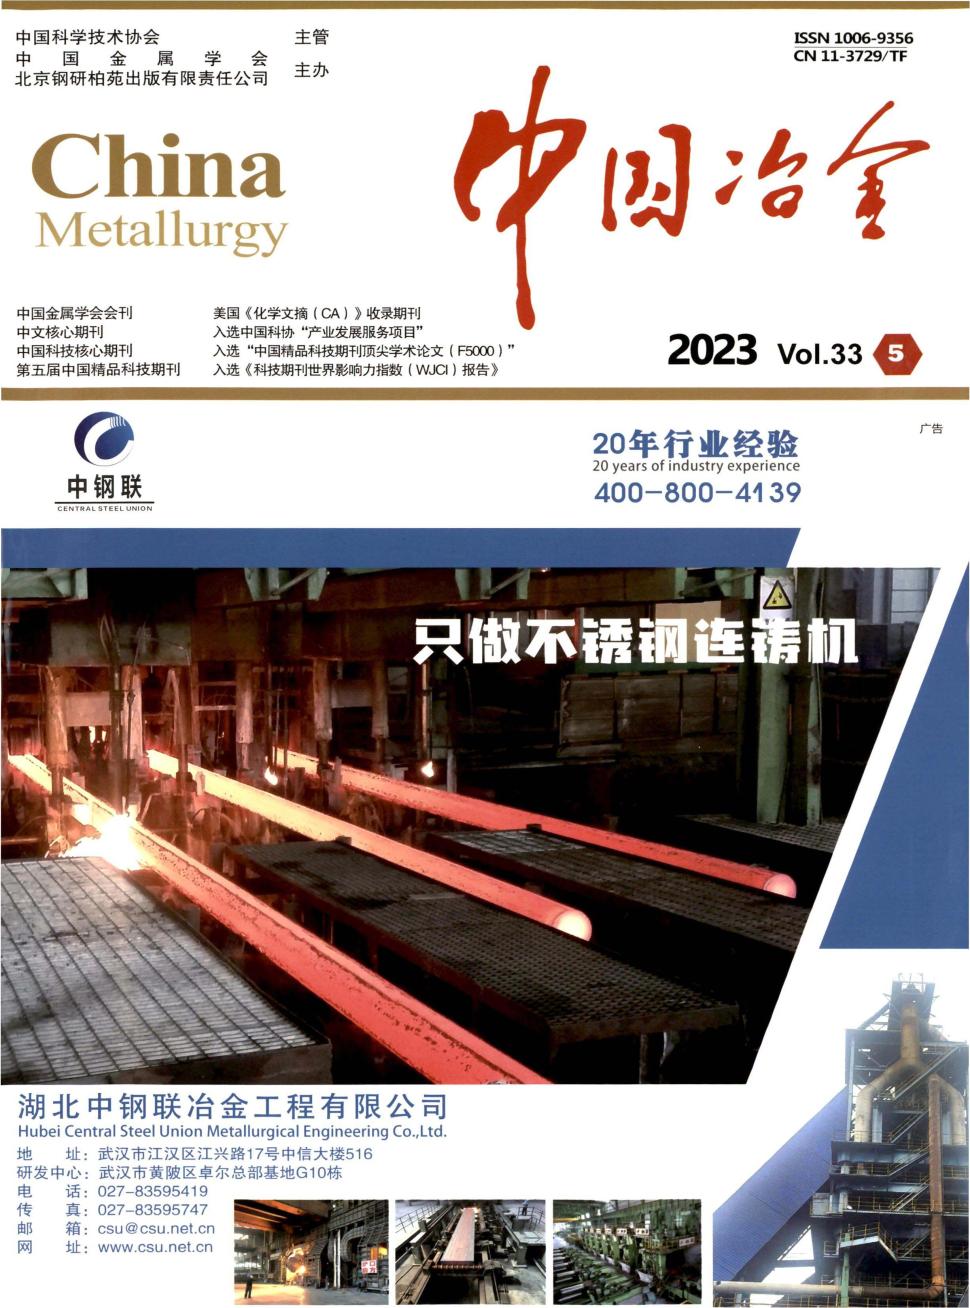 中国科学技术协会 主管
中国金属学会
北京钢研柏苑出版有限责任公司 主办
ISSN 1006-9356
CN 11-3729/TF
China
Metallurgy
中国冶金
中国金属学会会刊
中文核心期刊
中国科技核心期刊
第五届中国精品科技期刊
美国《化学文摘（CA）》收录期刊
入选中国科协“产业发展服务项目”
入选“中国精品科技期刊顶尖学术论文（F5000）”
入选《科技期刊世界影响力指数（WJCI）报告》
2023 Vol.33 5
广告
中钢联
CENTRAL STEEL UNION
20年行业经验
20 years of industry experience
400-800-4139
只做不锈钢连铸机
湖北中钢联冶金工程有限公司
Hubei Central Steel Union Metallurgical Engineering Co.,Ltd.
地 址：武汉市江汉区江兴路17号中信大楼516
研发中心：武汉市黄陂区卓尔总部基地G10栋
电 话：027-83595419
传 真：027-83595747
邮 箱：csu@csu.net.cn
网 址：www.csu.net.cn